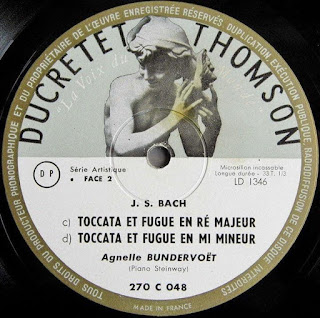 TOUS DROITS DU PRODUCTEUR PHONOGRAPHIQUE ET DU PROPRIÉTAIRE DE L'ŒUVRE ENREGISTRÉE RÉSERVÉS DUPLICATION EXÉCUTION PUBLIQUE, RADIODIFFUSION DE CE DISQUE INTERDITES
DUCRETET THOMSON
La Voix du
DP
Série Artistique
• FACE 2
Microsillon incassable
Longue durée - 33 T. 1/3
LD 1346
J. S. BACH
c) TOCCATA ET FUGUE EN RÉ MAJEUR
d) TOCCATA ET FUGUE EN MI MINEUR
Agnelle BUNDERVOËT
(Piano Steinway)
270 C 048
MADE IN FRANCE